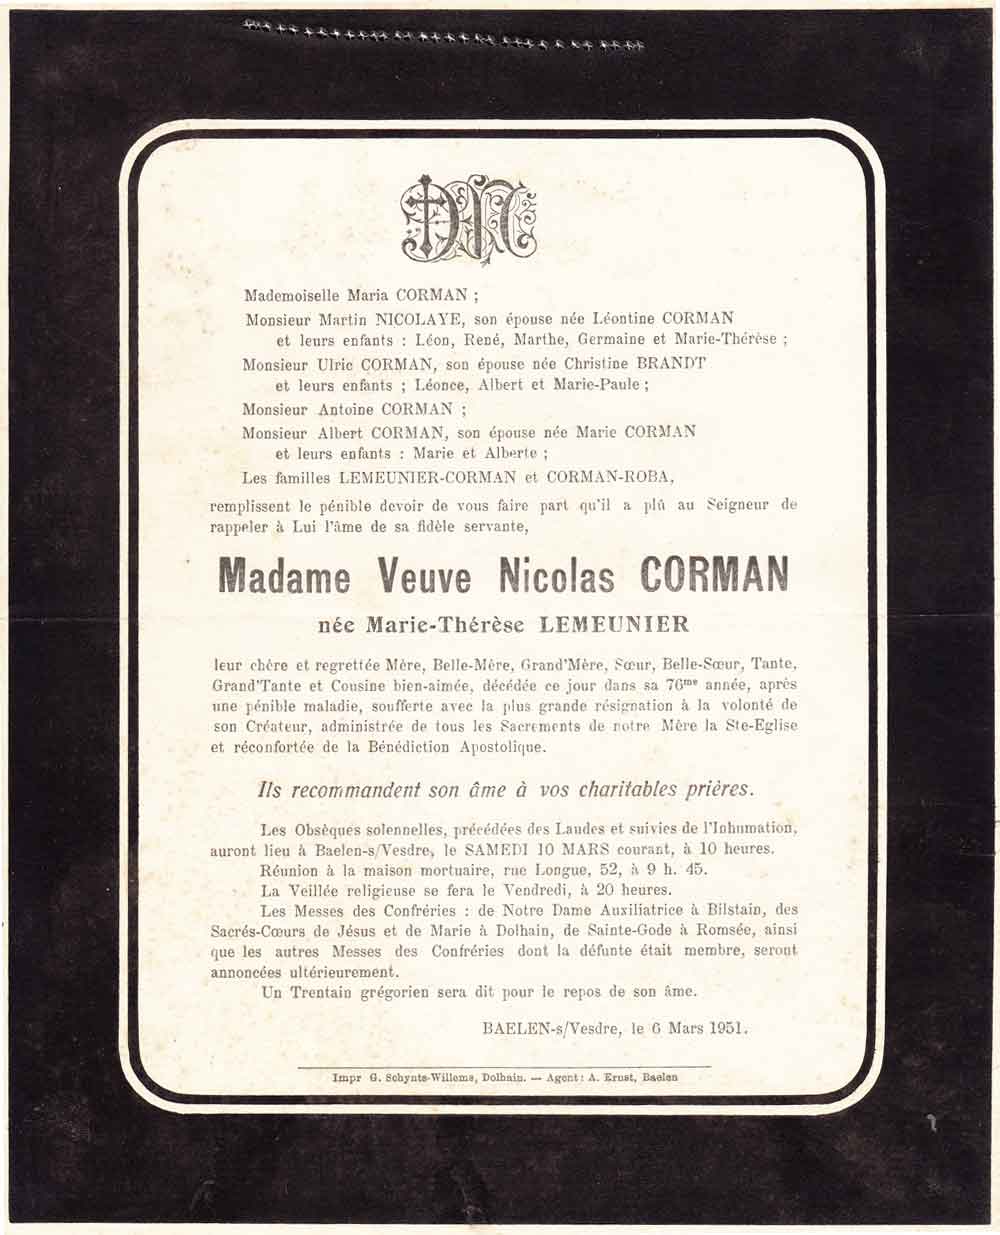 Mademoiselle Maria CORMAN ;
Monsieur Martin NICOLAYE, son épouse née Léontine CORMAN
et leurs enfants : Léon, René, Marthe, Germaine et Marie-Thérèse ;
Monsieur Ulric CORMAN, son épouse née Christine BRANDT
et leurs enfants ; Léonce, Albert et Marie-Paule ;
Monsieur Antoine CORMAN ;
Monsieur Albert CORMAN, son épouse née Marie CORMAN
et leurs enfants : Marie et Alberte ;
Les familles LEMEUNIER-CORMAN et CORMAN-ROBA,
remplissent le pénible devoir de vous faire part qu'il a plû au Seigneur de
rappeler à Lui l'âme de sa fidèle servante,
Madame Veuve Nicolas CORMAN
née Marie-Thérèse LEMEUNIER
leur chère et regrettée Mère, Belle-Mère, Grand'Mère, Sœur, Belle-Sœur, Tante,
Grand'Tante et Cousine bien-aimée, décédée ce jour dans sa 76me année, après
une pénible maladie, soufferte avec la plus grande résignation à la volonté de
son Créateur, administrée de tous les Sacrements de notre Mère la Ste-Eglise
et réconfortée de la Bénédiction Apostolique.
Ils recommandent son âme à vos charitables prières.
Les Obsèques solennelles, précédées des Laudes et suivies de l'Inhumation,
auront lieu à Baelen-s/Vesdre, le SAMEDI 10 MARS courant, à 10 heures.
Réunion à la maison mortuaire, rue Longue, 52, à 9 h. 45.
La Veillée religieuse se fera le Vendredi, à 20 heures.
Les Messes des Confréries : de Notre Dame Auxiliatrice à Bilstain, des
Sacrés-Cœurs de Jésus et de Marie à Dolhain, de Sainte-Gode à Romsée, ainsi
que les autres Messes des Confréries dont la défunte était membre, seront
annoncées ultérieurement.
Un Trentain grégorien sera dit pour le repos de son âme.
BAELEN-s/Vesdre, le 6 Mars 1951.
Impr G. Schynts-Willems, Dolhain. — Agent : A. Ernst, Baelen